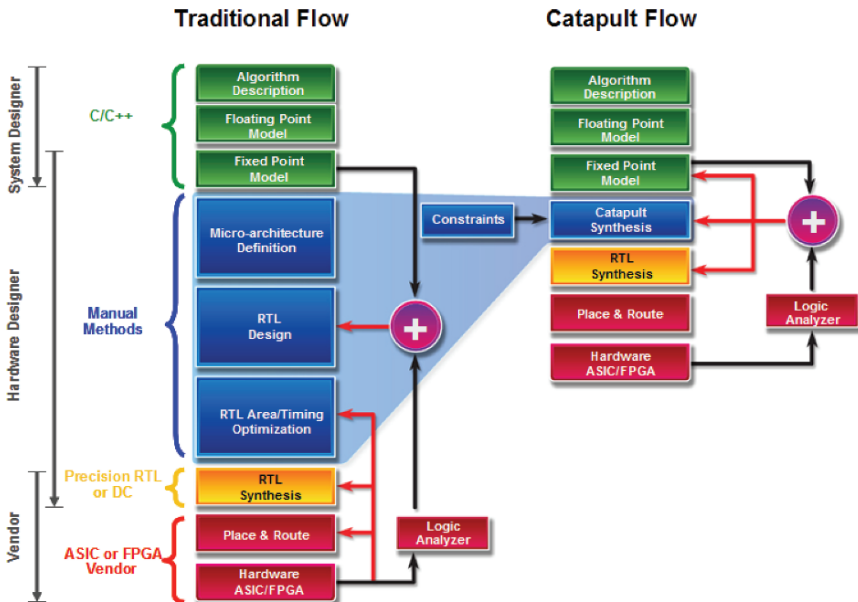 Traditional Flow
Catapult Flow
System Designer
Hardware Designer
Vendor
C/C++
Manual
Methods
Precision RTL
or DC
ASIC or FPGA
Vendor
Algorithm
Description
Floating Point
Model
Fixed Point
Model
Micro-architecture
Definition
RTL
Design
RTL Area/Timing
Optimization
RTL
Synthesis
Place & Route
Hardware
ASIC/FPGA
+
Logic
Analyzer
Constraints
Algorithm
Description
Floating Point
Model
Fixed Point
Model
Catapult
Synthesis
RTL
Synthesis
Place & Route
Hardware
ASIC/FPGA
+
Logic
Analyzer